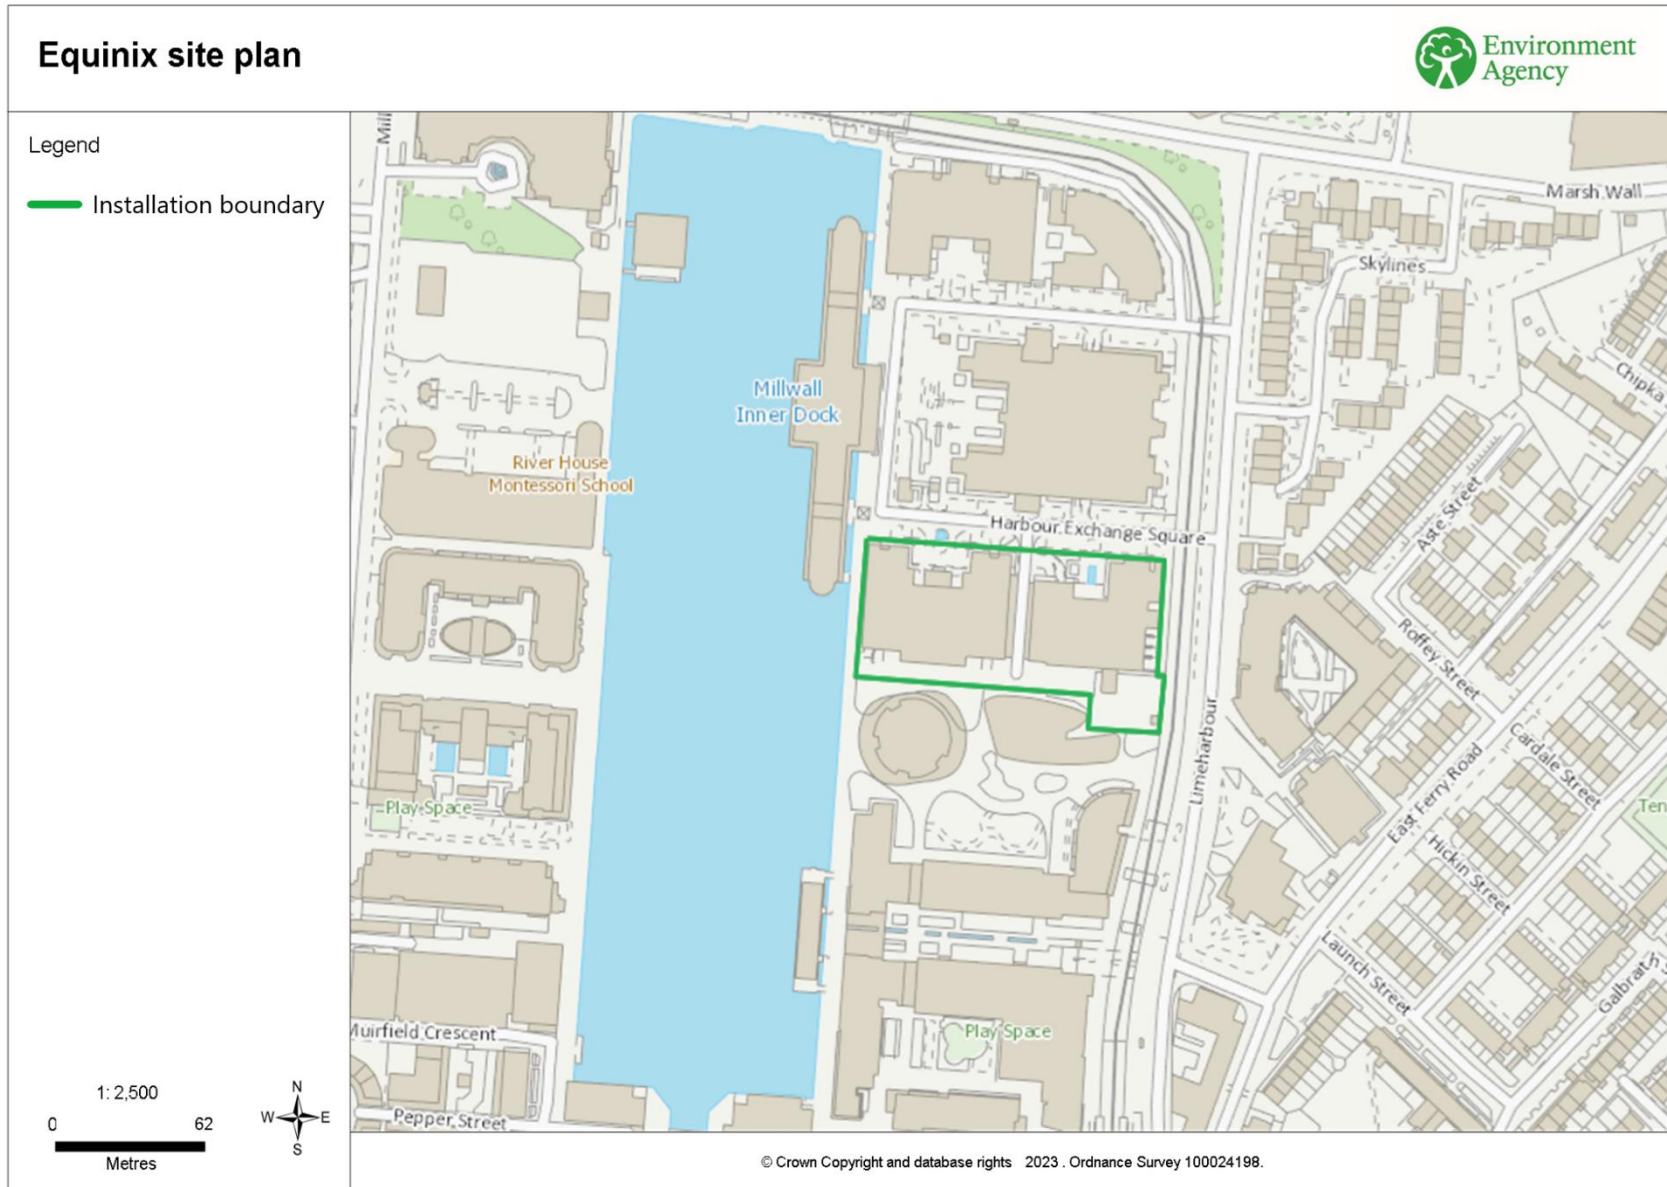 Equinix site plan
Environment
Agency
Legend
Installation boundary
Mill
Marsh Wall
Skylines
Chipka
Millwall
Inner Dock
River House
Montessori School
Harbour Exchange Square
Aste Street
Roffey Street
Limeharbour
Cardale Street
East Ferry Road
Ten
Play Space
Hickin Street
Launch Street
Galbraith S
Play Space
Muirfield Crescent
Pepper Street
1: 2,500
0 62
Metres
N
W E
S
© Crown Copyright and database rights 2023 . Ordnance Survey 100024198.